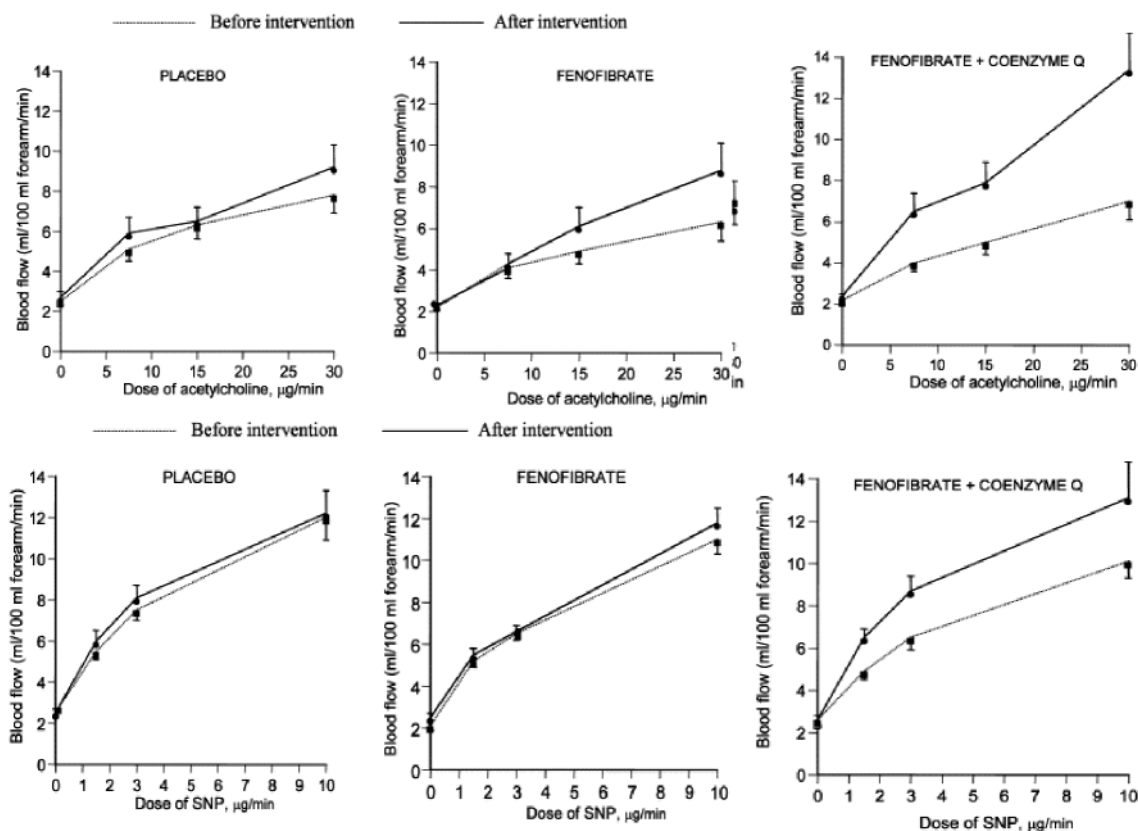 Before intervention After intervention
PLACEBO
Blood flow (ml/100 ml forearm/min)
14
12
10
8
6
4
2
0
0 5 10 15 20 25 30
Dose of acetylcholine, µg/min
FENOFIBRATE
Blood flow (ml/100 ml forearm/min)
14
12
10
8
6
4
2
0
0 5 10 15 20 25 30
Dose of acetylcholine, µg/min
FENOFIBRATE + COENZYME Q
Blood flow (ml/100 ml forearm/min)
14
12
10
8
6
4
2
0
0 5 10 15 20 25 30
Dose of acetylcholine, µg/min
Before intervention After intervention
PLACEBO
Blood flow (ml/100 ml forearm/min)
14
12
10
8
6
4
2
0
0 1 2 3 4 5 6 7 8 9 10
Dose of SNP, µg/min
FENOFIBRATE
Blood flow (ml/100 ml forearm/min)
14
12
10
8
6
4
2
0
0 1 2 3 4 5 6 7 8 9 10
Dose of SNP, µg/min
FENOFIBRATE + COENZYME Q
Blood flow (ml/100 ml forearm/min)
14
12
10
8
6
4
2
0
0 1 2 3 4 5 6 7 8 9 10
Dose of SNP, µg/min